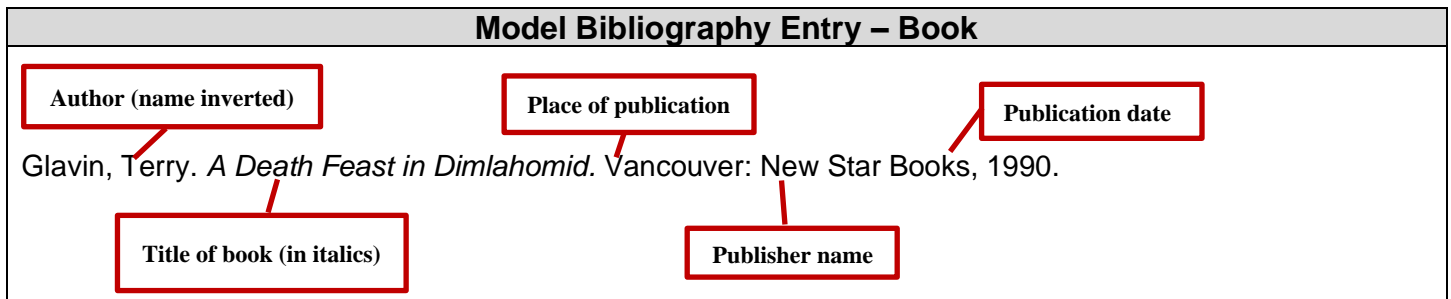 Model Bibliography Entry – Book
Author (name inverted)
Place of publication
Publication date
Glavin, Terry. A Death Feast in Dimlahomid. Vancouver: New Star Books, 1990.
Title of book (in italics)
Publisher name